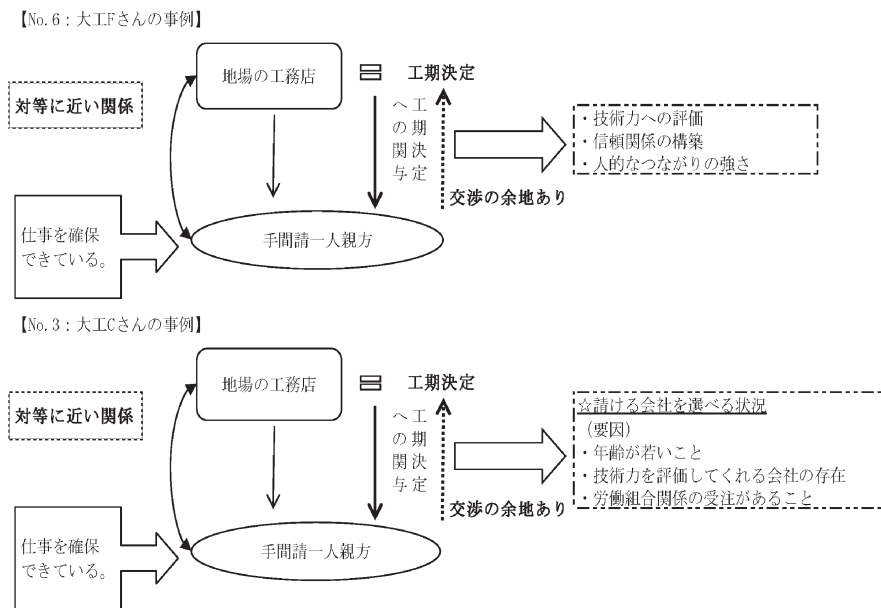 【No.6：大工Fさんの事例】
地場の工務店
＝
工期決定
対等に近い関係
工期決定
への関与
・技術力への評価
・信頼関係の構築
・人的なつながりの強さ
交渉の余地あり
仕事を確保
できている。
手間請一人親方
【No.3：大工Cさんの事例】
地場の工務店
＝
工期決定
対等に近い関係
工期決定
への関与
☆請ける会社を選べる状況
（要因）
・年齢が若いこと
・技術力を評価してくれる会社の存在
・労働組合関係の受注があること
交渉の余地あり
仕事を確保
できている。
手間請一人親方